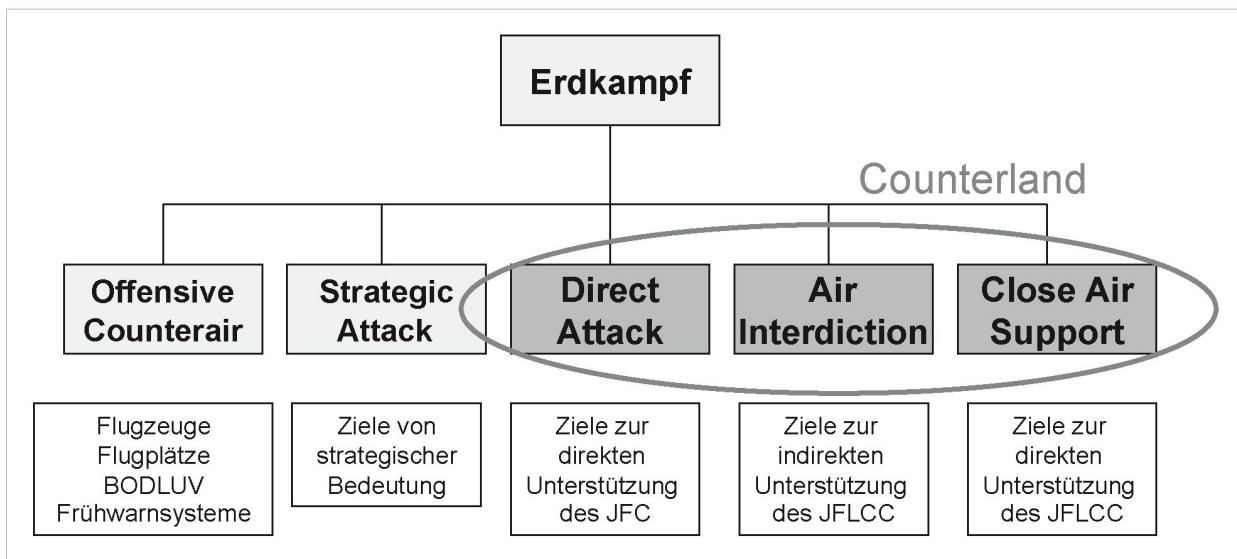 Erdkampf
Counterland
Offensive
Counterair
Strategic
Attack
Direct
Attack
Air
Interdiction
Close Air
Support
Flugzeuge
Flugplätze
BODLUV
Frühwarnsysteme
Ziele von
strategischer
Bedeutung
Ziele zur
direkten
Unterstützung
des JFC
Ziele zur
indirekten
Unterstützung
des JFLCC
Ziele zur
direkten
Unterstützung
des JFLCC